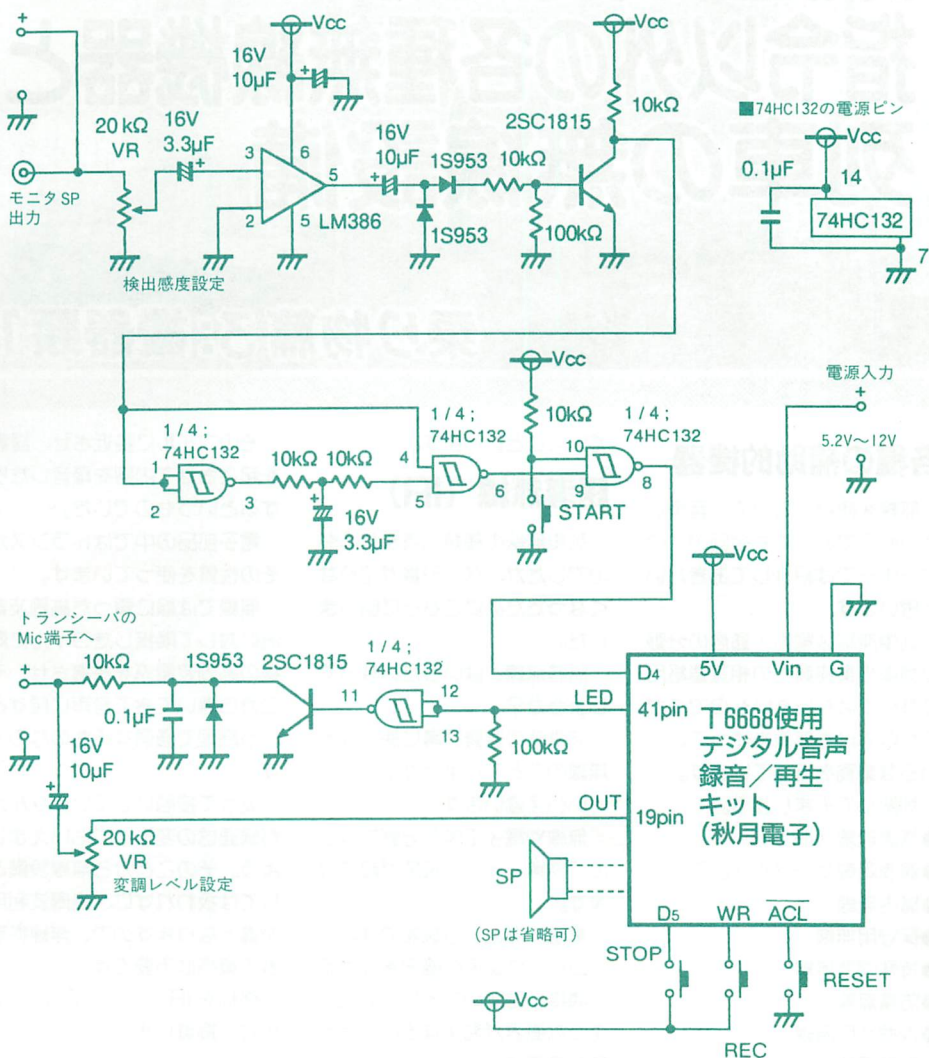 Vcc
16V
10μF
20kΩ
VR
16V
3.3μF
3
6
5
2
5
LM386
モニタSP
出力
検出感度設定
16V
10μF
1S953
1S953
10kΩ
100kΩ
2SC1815
Vcc
10kΩ
■74HC132の電源ピン
Vcc
0.1μF
14
74HC132
7
1/4;
74HC132
1
2
3
10kΩ
10kΩ
16V
3.3μF
1/4;
74HC132
4
5
6
Vcc
10kΩ
START
1/4;
74HC132
10
9
8
電源入力
+
5.2V〜12V
トランシーバの
Mic端子へ
10kΩ
1S953
2SC1815
0.1μF
16V
10μF
1/4;
74HC132
11
12
13
100kΩ
20kΩ
VR
変調レベル設定
Vcc
D4
5V
Vin
G
LED
41pin
OUT
19pin
T6668使用
デジタル音声
録音/再生
キット
(秋月電子)
SP
(SPは省略可)
D5
WR
ACL
STOP
RESET
Vcc
REC